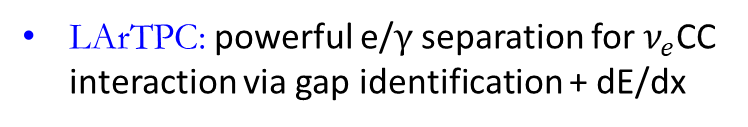 • LArTPC: powerful e/γ separation for νₑCC
interaction via gap identification + dE/dx